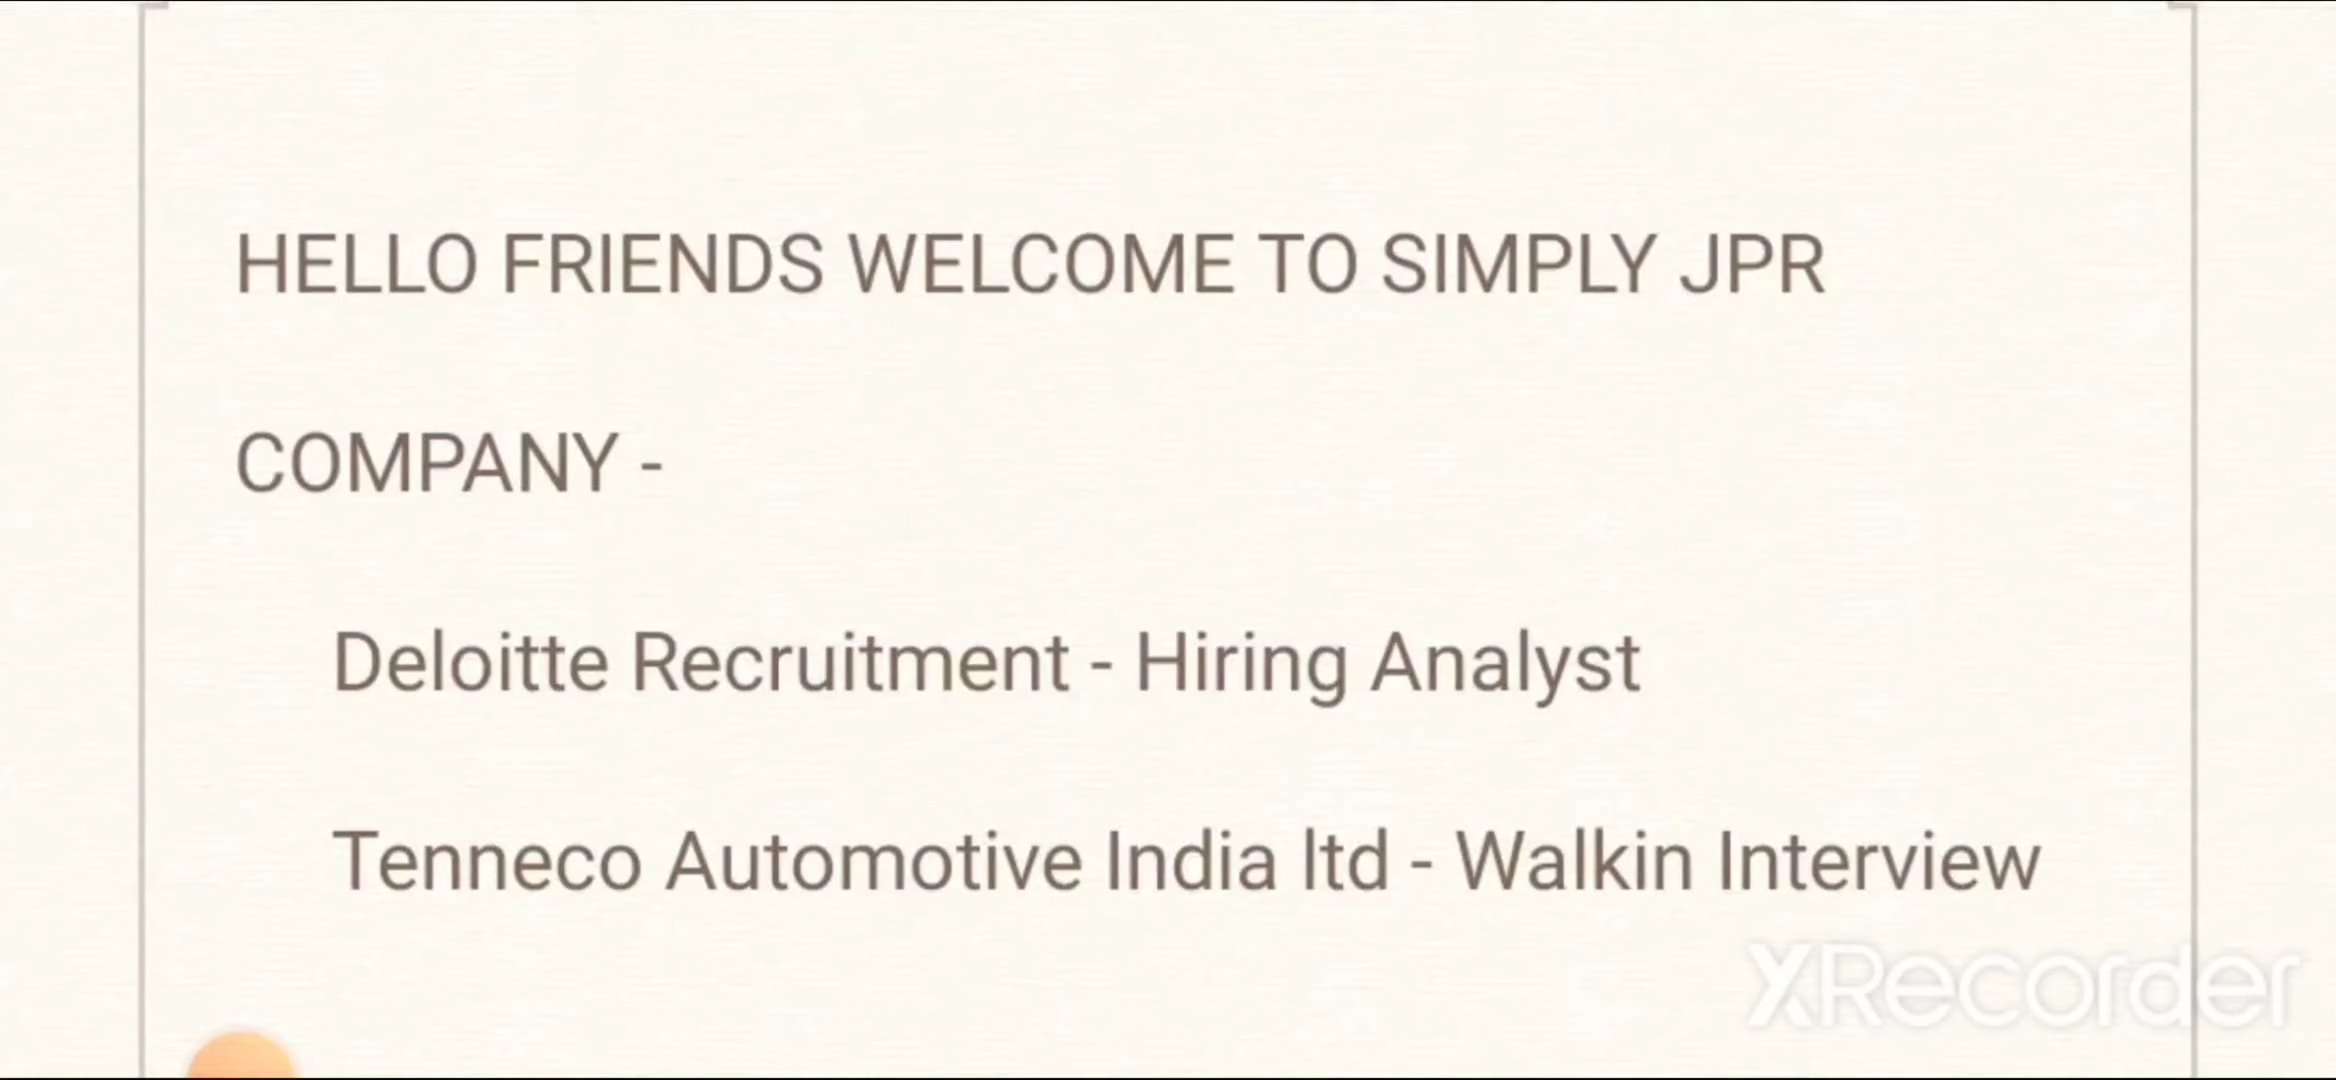 HELLO FRIENDS WELCOME TO SIMPLY JPR
COMPANY -
Deloitte Recruitment - Hiring Analyst
Tenneco Automotive India ltd - Walkin Interview
XRecorder